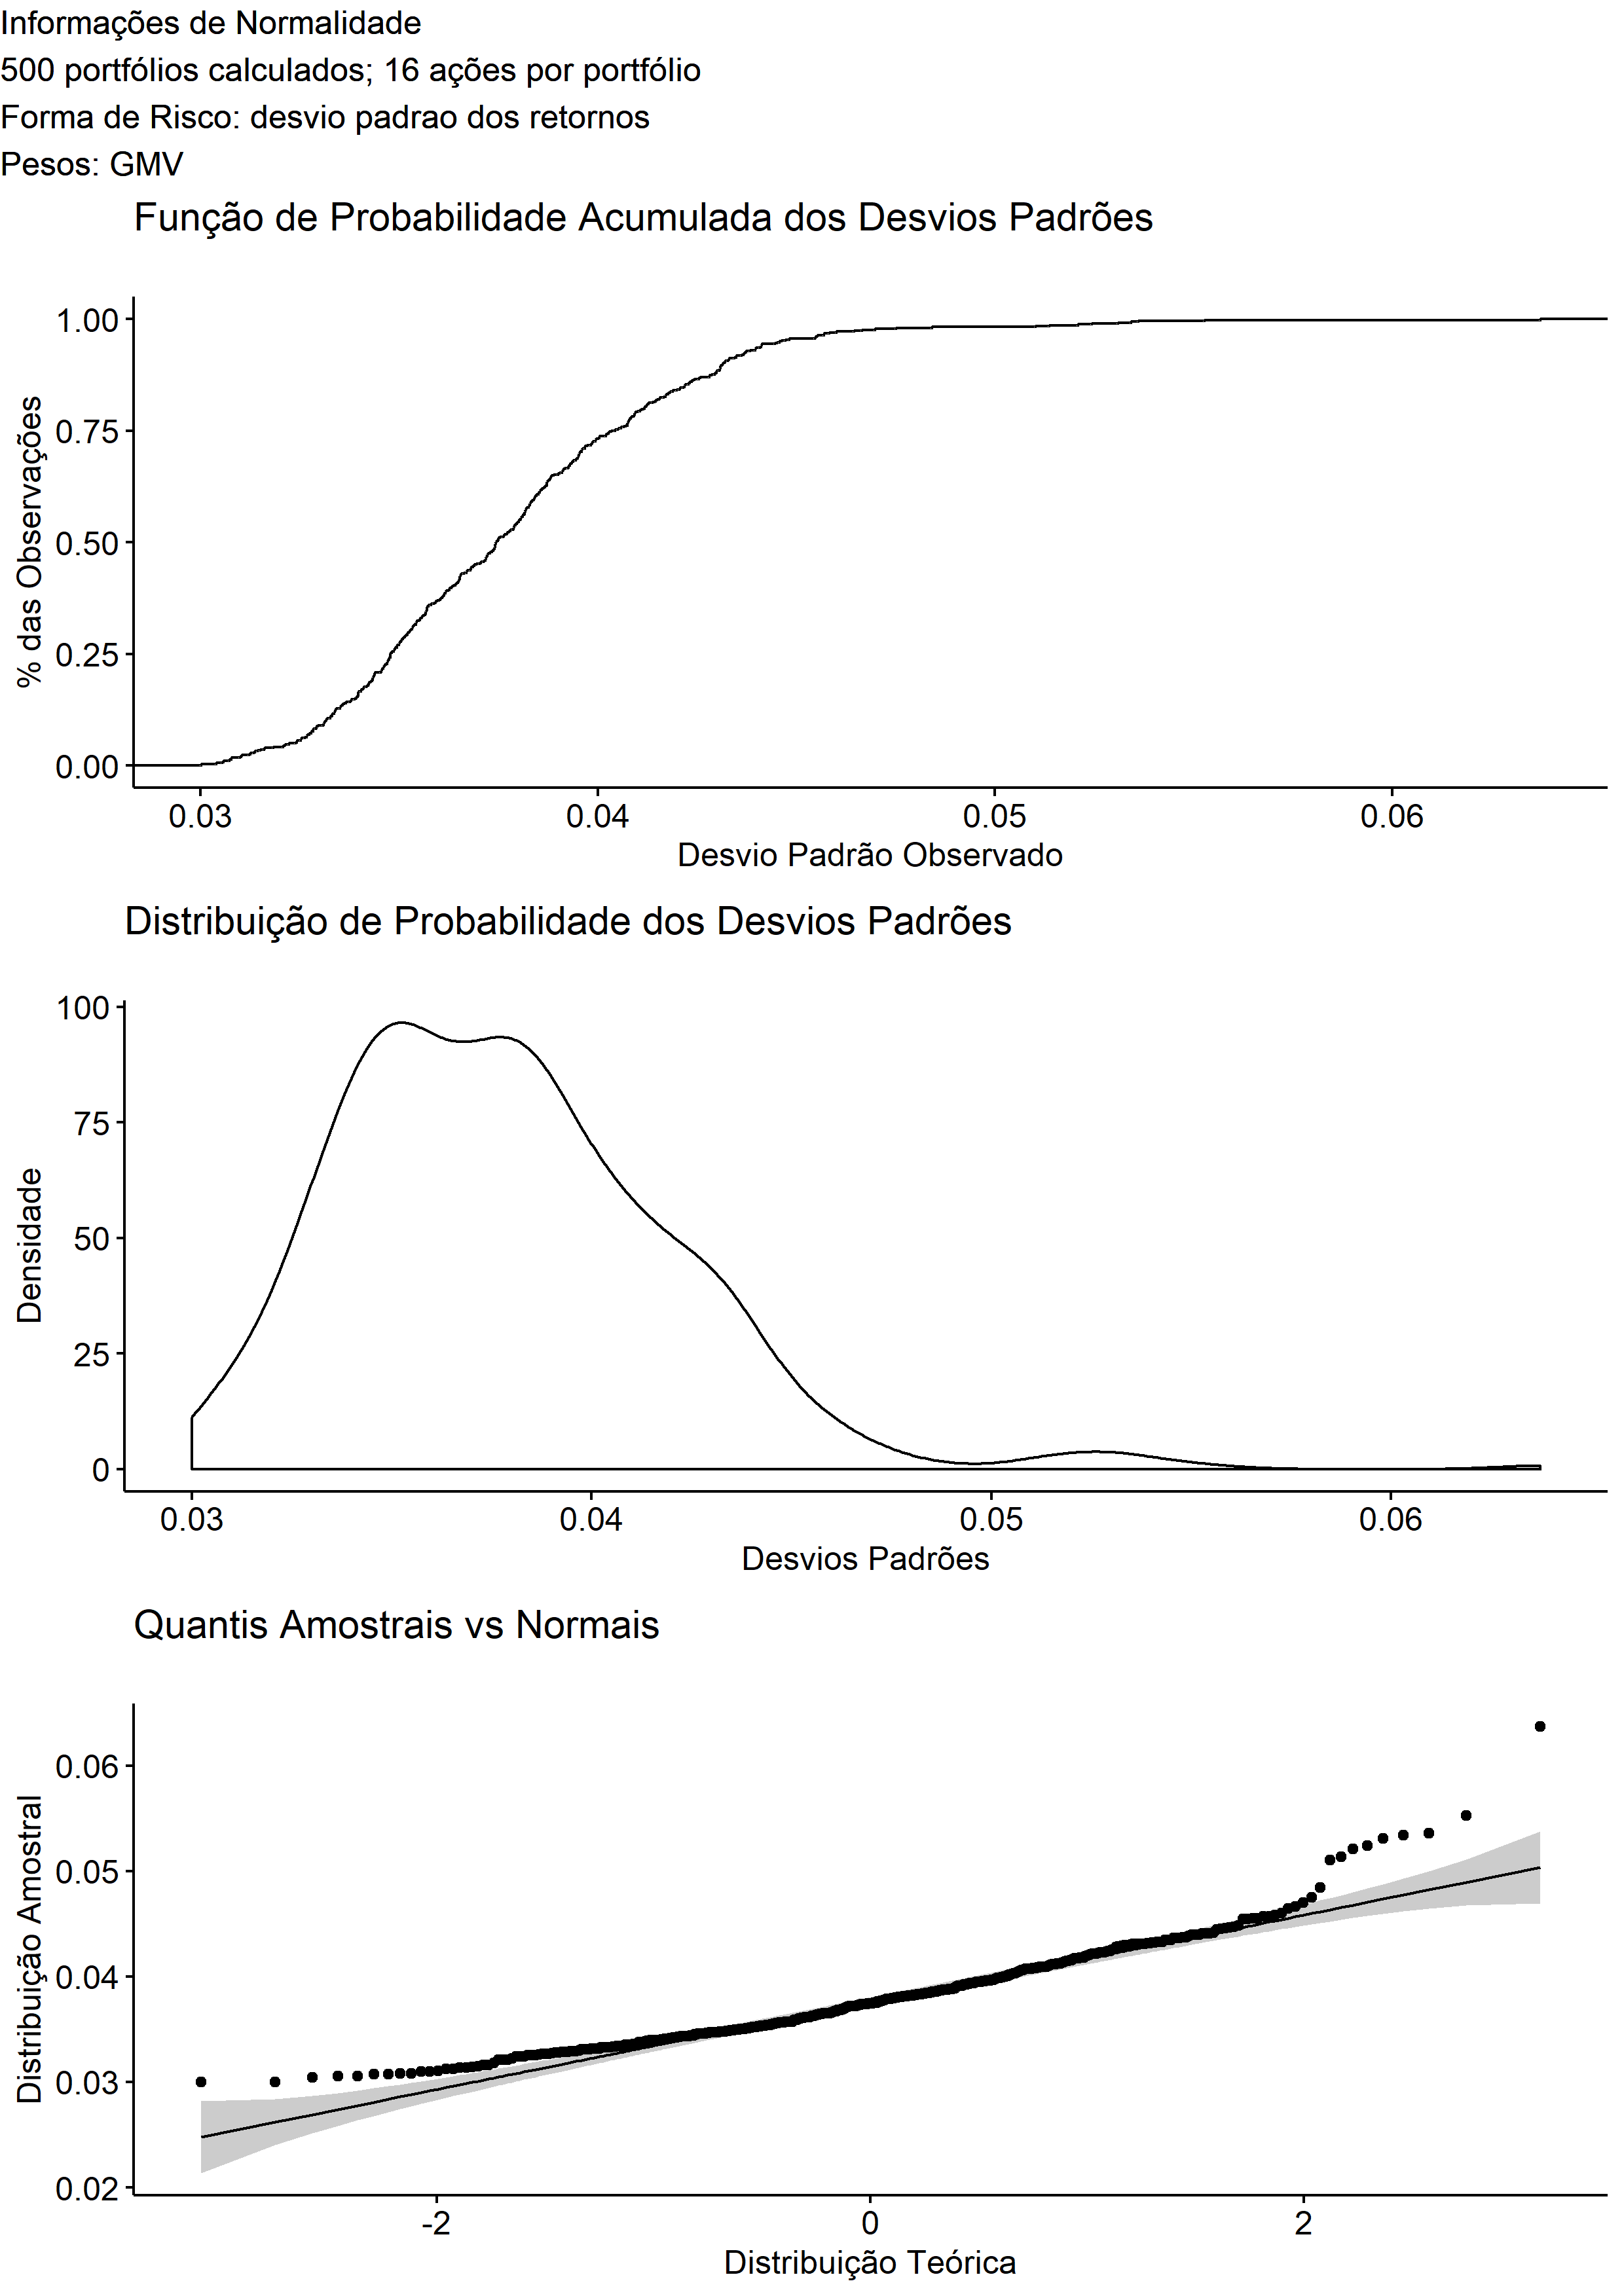 Informações de Normalidade
500 portfólios calculados; 16 ações por portfólio
Forma de Risco: desvio padrao dos retornos
Pesos: GMV
Função de Probabilidade Acumulada dos Desvios Padrões
% das Observações
1.00
0.75
0.50
0.25
0.00
0.03 0.04 0.05 0.06
Desvio Padrão Observado
Distribuição de Probabilidade dos Desvios Padrões
Densidade
100
75
50
25
0
0.03 0.04 0.05 0.06
Desvios Padrões
Quantis Amostrais vs Normais
Distribuição Amostral
0.06
0.05
0.04
0.03
0.02
-2 0 2
Distribuição Teórica